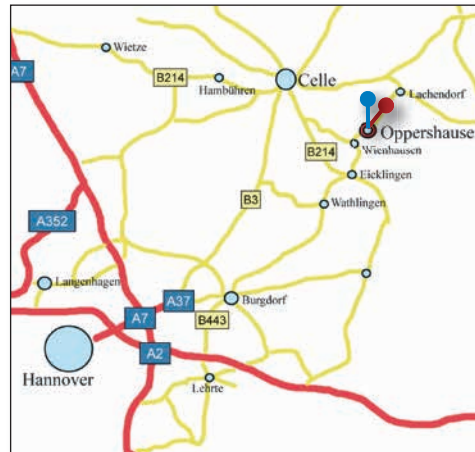 Wietze
A7
B214
Hambühren
Celle
Lachendorf
Oppershause
Wienhausen
B214
Eicklingen
B3
Wathlingen
A352
Langenhagen
A37
Burgdorf
A7
B443
Hannover
A2
Lehrte